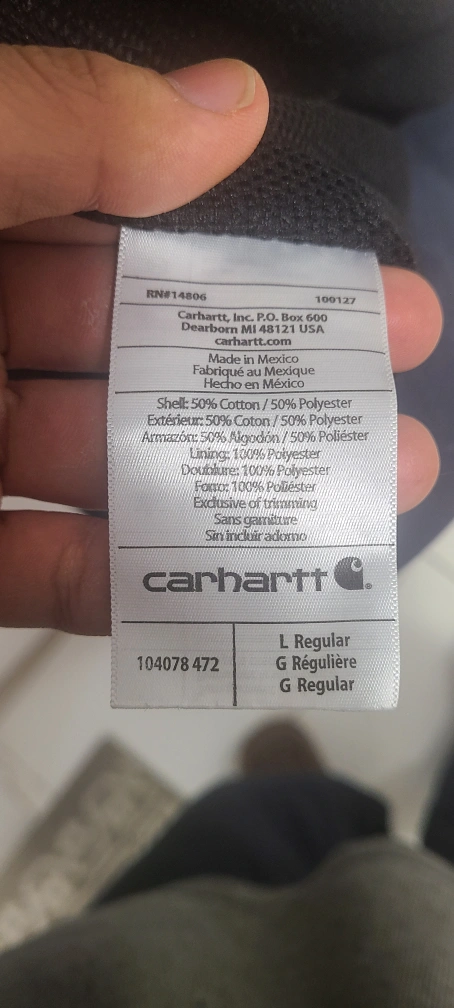 RN#14806 100127
Carhartt, Inc. P.O. Box 600
Dearborn MI 48121 USA
carhartt.com
Made in Mexico
Fabriqué au Mexique
Hecho en México
Shell: 50% Cotton / 50% Polyester
Extérieur: 50% Coton / 50% Polyester
Armazón: 50% Algodón / 50% Poliéster
Lining: 100% Polyester
Doublure: 100% Polyester
Forro: 100% Poliéster
Exclusive of trimming
Sans garniture
Sin incluir adorno
carhartt
104078 472
L Regular
G Régulière
G Regular